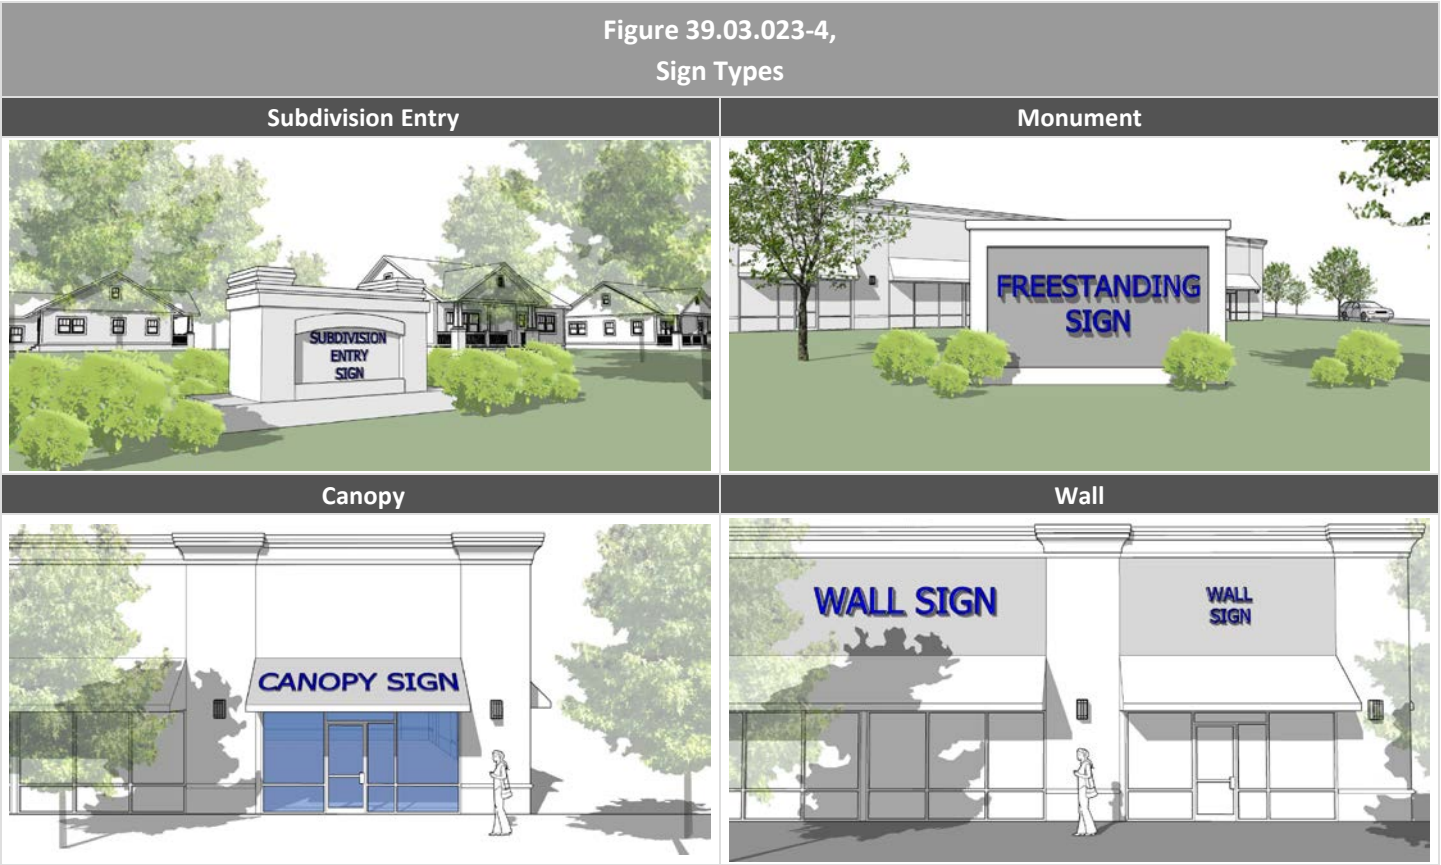 Figure 39.03.023-4,
Sign Types
Subdivision Entry
Monument
SUBDIVISION
ENTRY
SIGN
FREESTANDING
SIGN
Canopy
Wall
CANOPY SIGN
WALL SIGN
WALL
SIGN